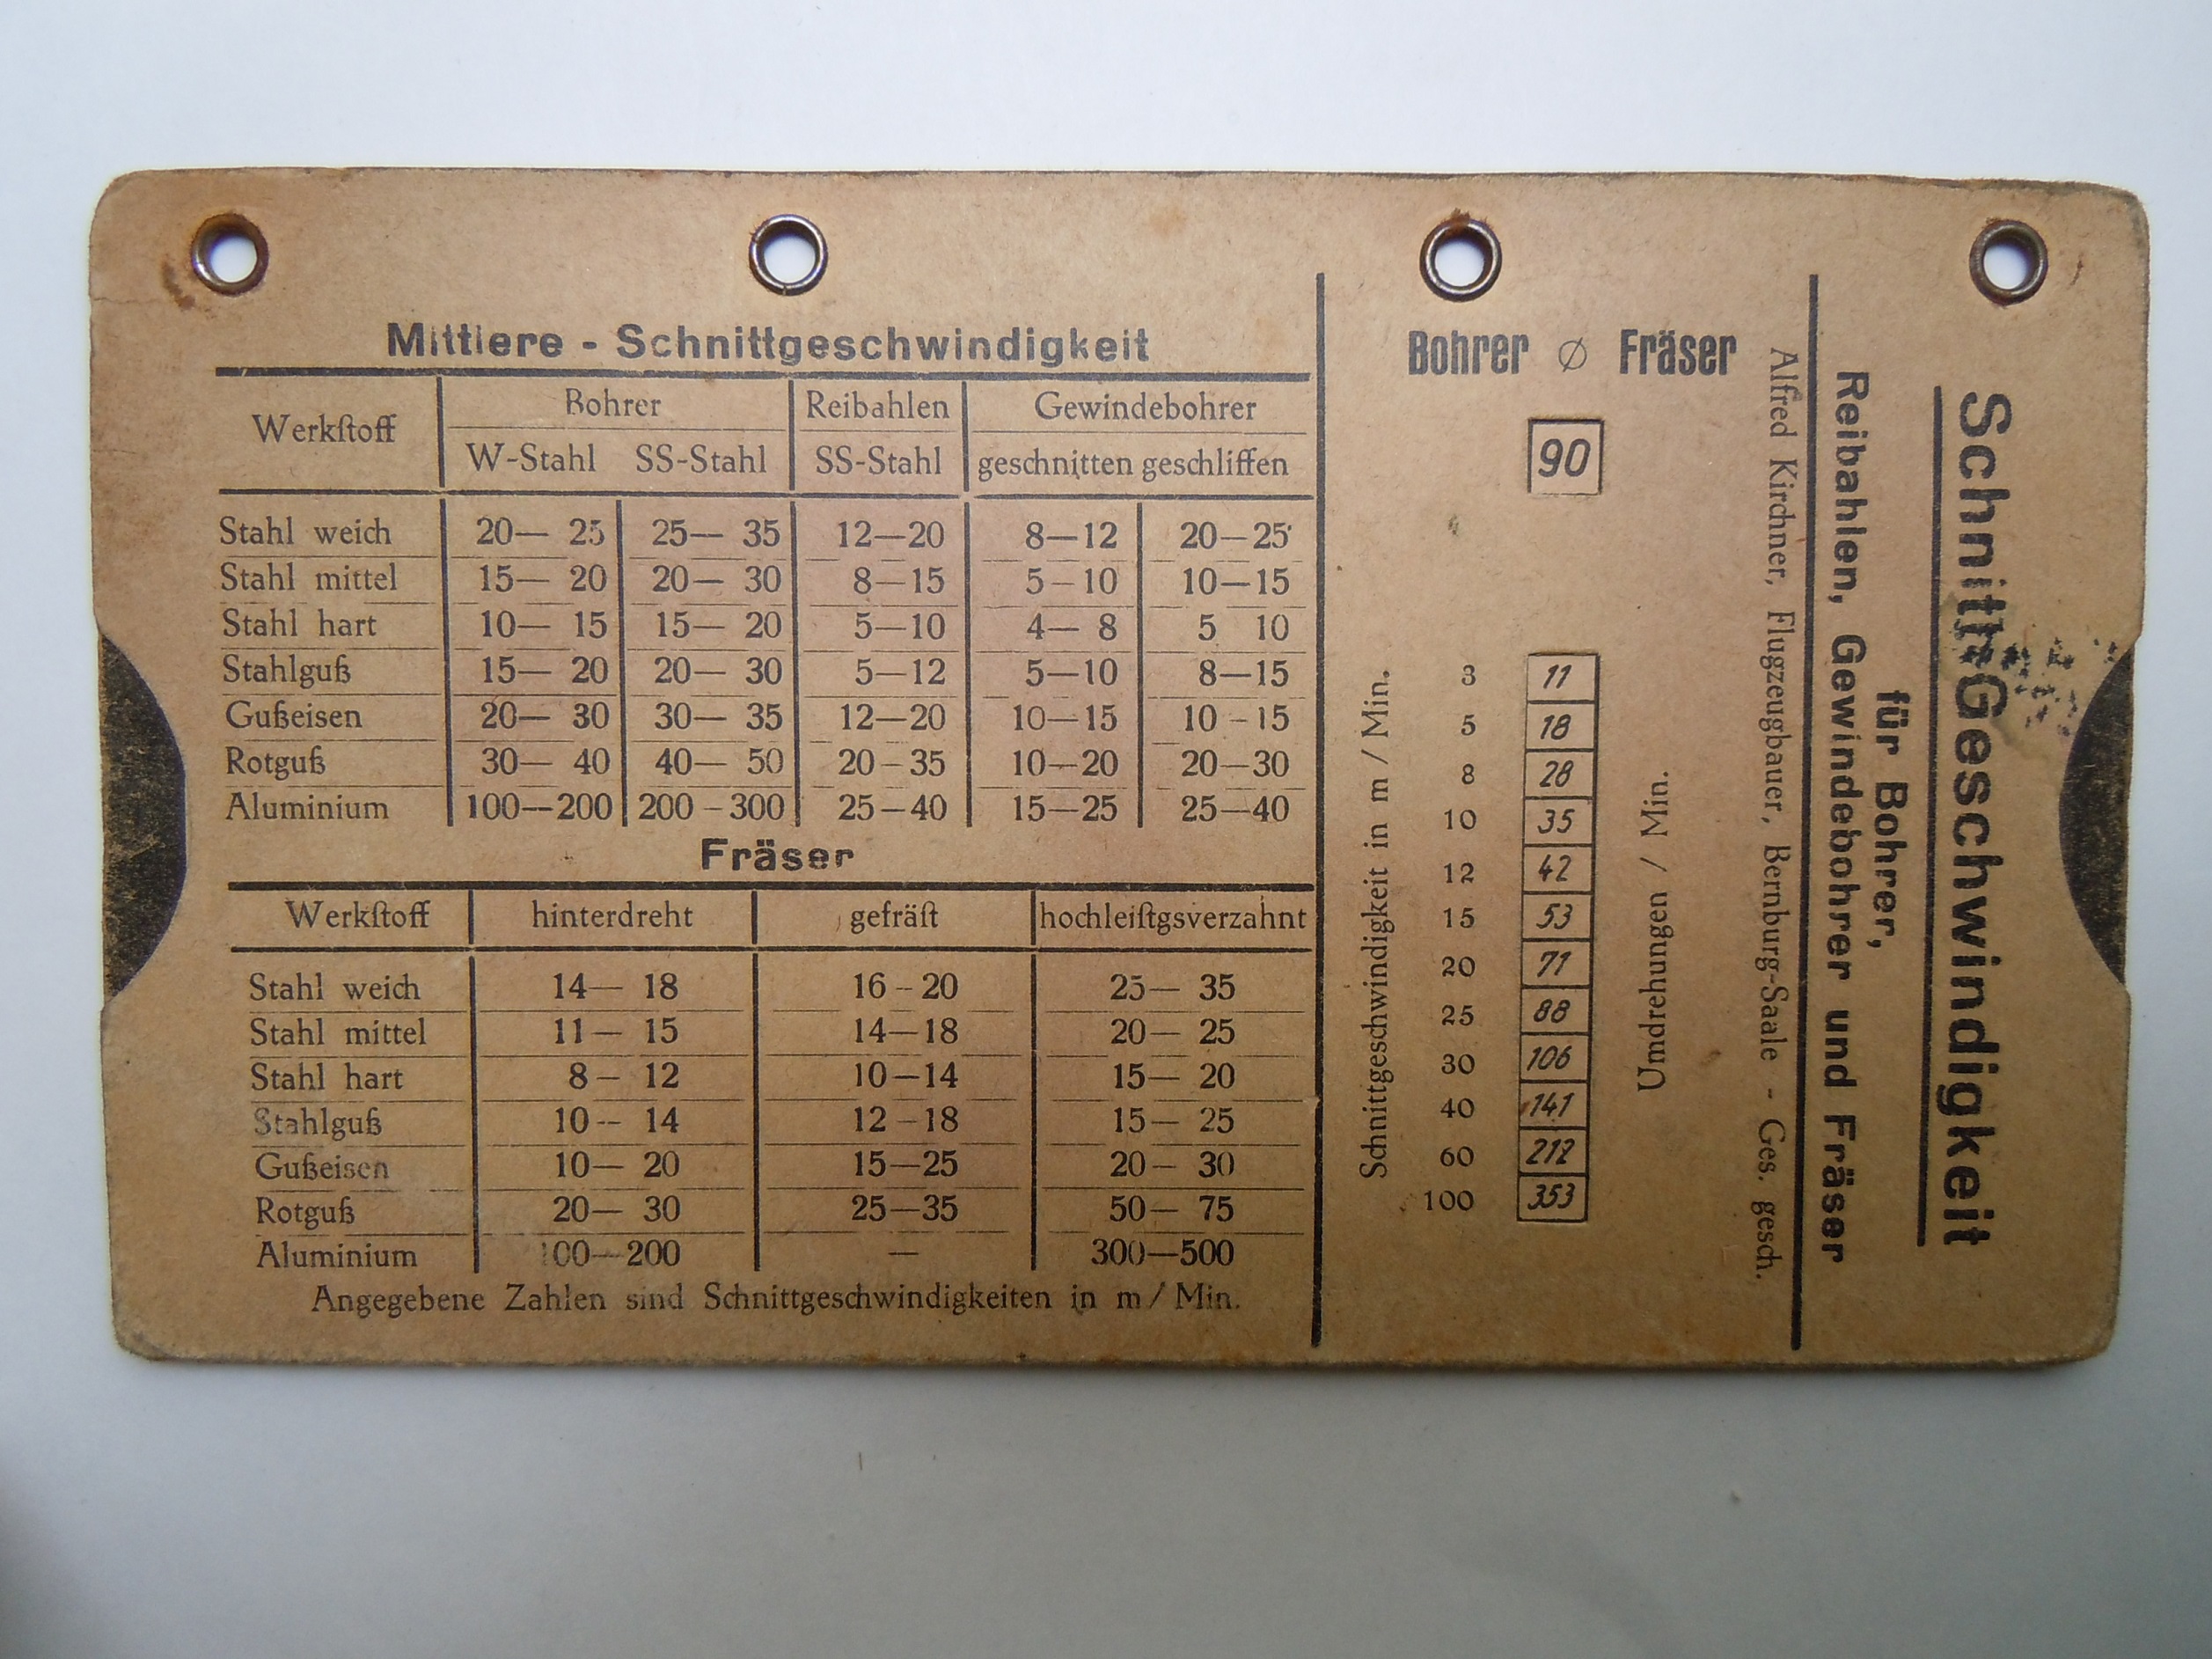 Mittlere - Schnittgeschwindigkeit
Werkſtoff Bohrer Reibahlen Gewindebohrer
W-Stahl SS-Stahl SS-Stahl geschnitten geschliffen
Stahl weich 20— 25 25— 35 12—20 8—12 20—25
Stahl mittel 15— 20 20— 30 8—15 5—10 10—15
Stahl hart 10— 15 15— 20 5—10 4— 8 5 10
Stahlguß 15— 20 20— 30 5—12 5—10 8—15
Gußeisen 20— 30 30— 35 12—20 10—15 10—15
Rotguß 30— 40 40— 50 20—35 10—20 20—30
Aluminium 100—200 200—300 25—40 15—25 25—40
Fräser
Werkſtoff hinterdreht gefräſt hochleiſtgsverzahnt
Stahl weich 14— 18 16—20 25— 35
Stahl mittel 11— 15 14—18 20— 25
Stahl hart 8— 12 10—14 15— 20
Stahlguß 10— 14 12—18 15— 25
Gußeisen 10— 20 15—25 20— 30
Rotguß 20— 30 25—35 50— 75
Aluminium 100—200 — 300—500
Angegebene Zahlen sind Schnittgeschwindigkeiten in m/Min.
Bohrer ∅ Fräser
90
Schnittgeschwindigkeit in m/Min.
3 11
5 18
8 28
10 35
12 42
15 53
20 71
25 88
30 106
40 141
60 212
100 353
Umdrehungen / Min.
Schnitt-Geschwindigkeit
für Bohrer,
Reibahlen, Gewindebohrer und Fräser
Alfred Kirchner, Flugzeugbauer, Bernburg-Saale - Ges. gesch.